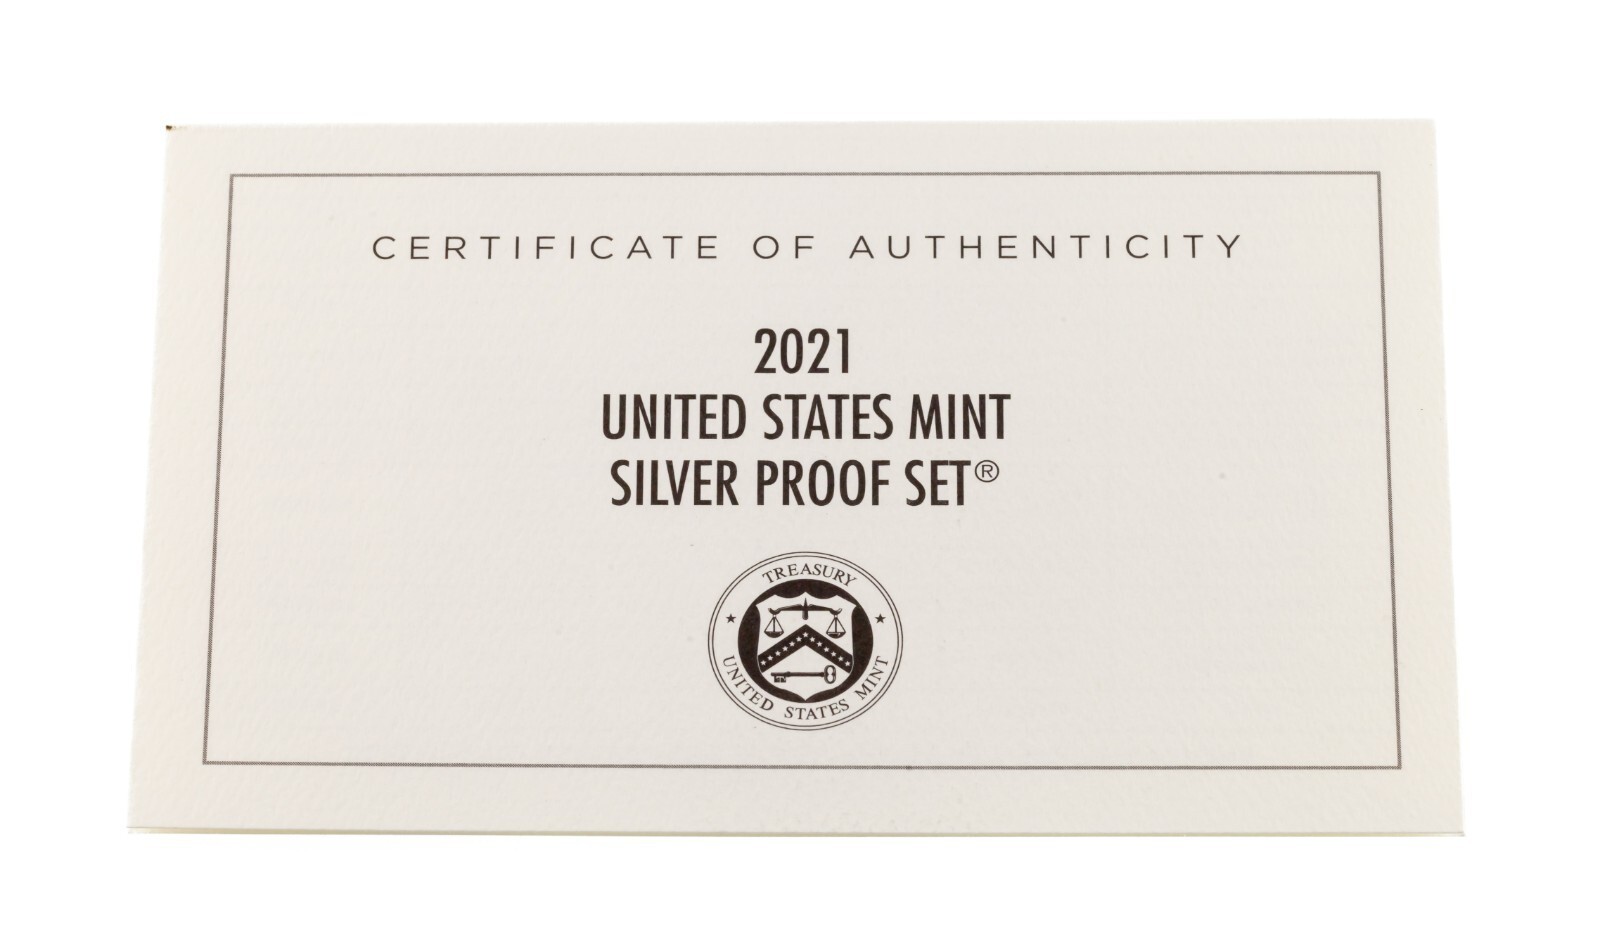 CERTIFICATE OF AUTHENTICITY
2021
UNITED STATES MINT
SILVER PROOF SET®
TREASURY
UNITED STATES MINT